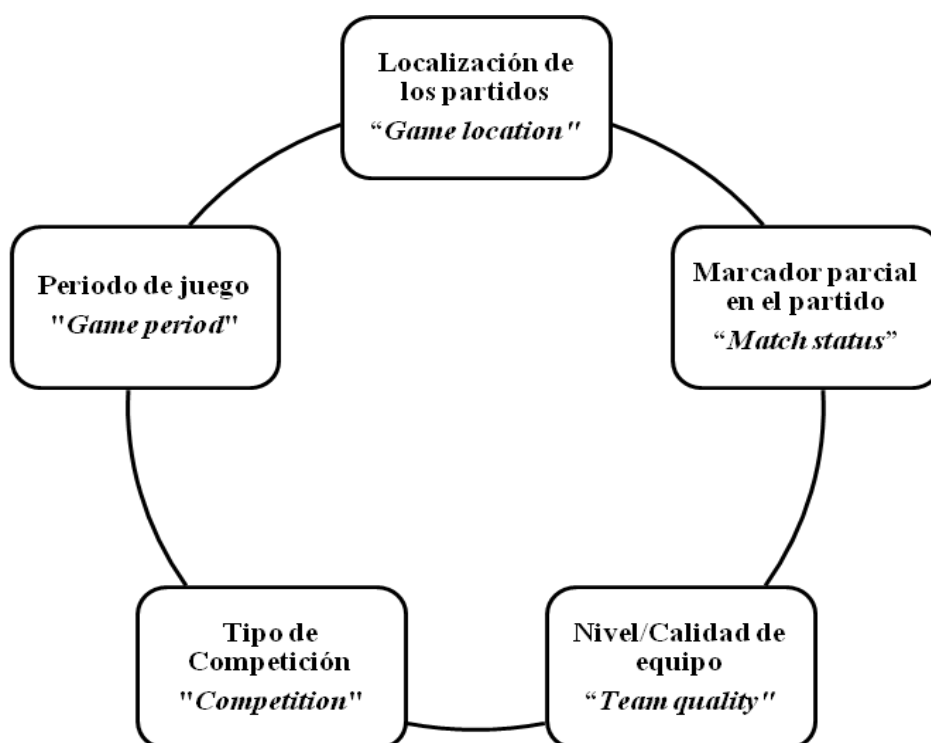 Localización de
los partidos
“Game location"
Periodo de juego
"Game period"
Marcador parcial
en el partido
“Match status”
Tipo de
Competición
"Competition"
Nivel/Calidad de
equipo
“Team quality"